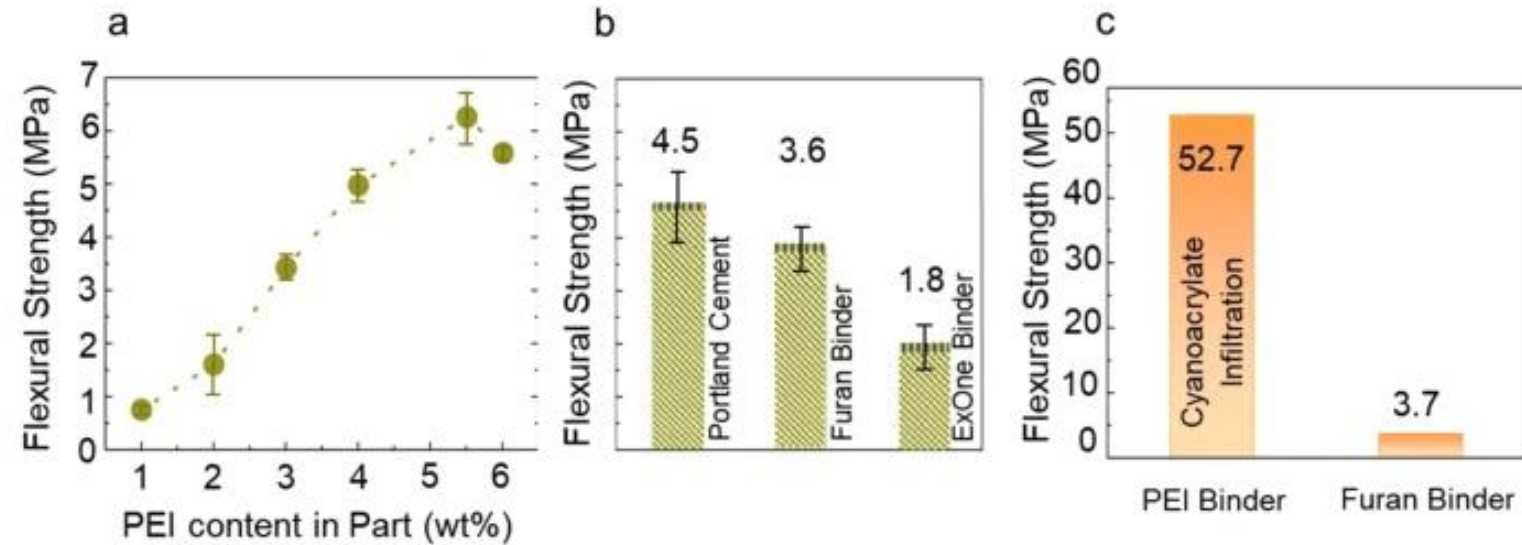 a
Flexural Strength (MPa)
7
6
5
4
3
2
1
0
1 2 3 4 5 6
PEI content in Part (wt%)
b
Flexural Strength (MPa)
4.5
3.6
1.8
Portland Cement
Furan Binder
ExOne Binder
c
Flexural Strength (MPa)
60
50
40
30
20
10
0
52.7
Cyanoacrylate
Infiltration
3.7
PEI Binder Furan Binder